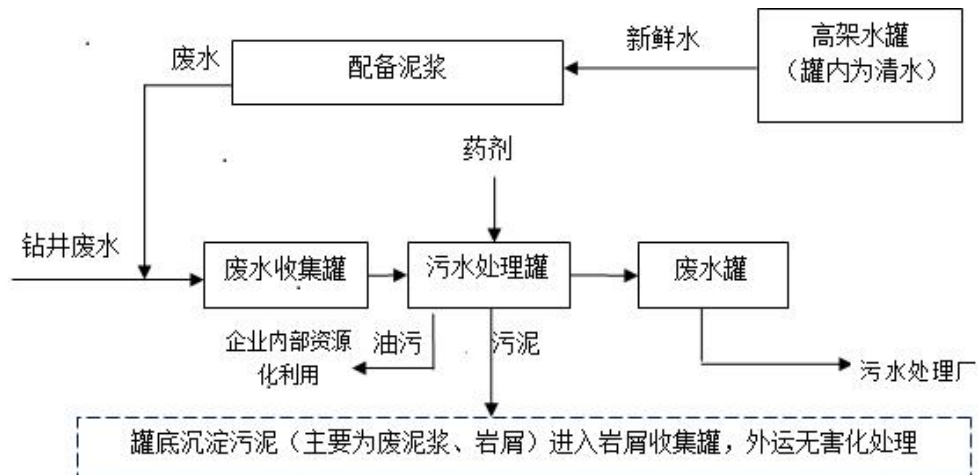 高架水罐
（罐内为清水）
新鲜水
配备泥浆
废水
药剂
钻井废水
废水收集罐
污水处理罐
废水罐
企业内部资源
化利用
油污
污泥
污水处理厂
罐底沉淀污泥（主要为废泥浆、岩屑）进入岩屑收集罐，外运无害化处理